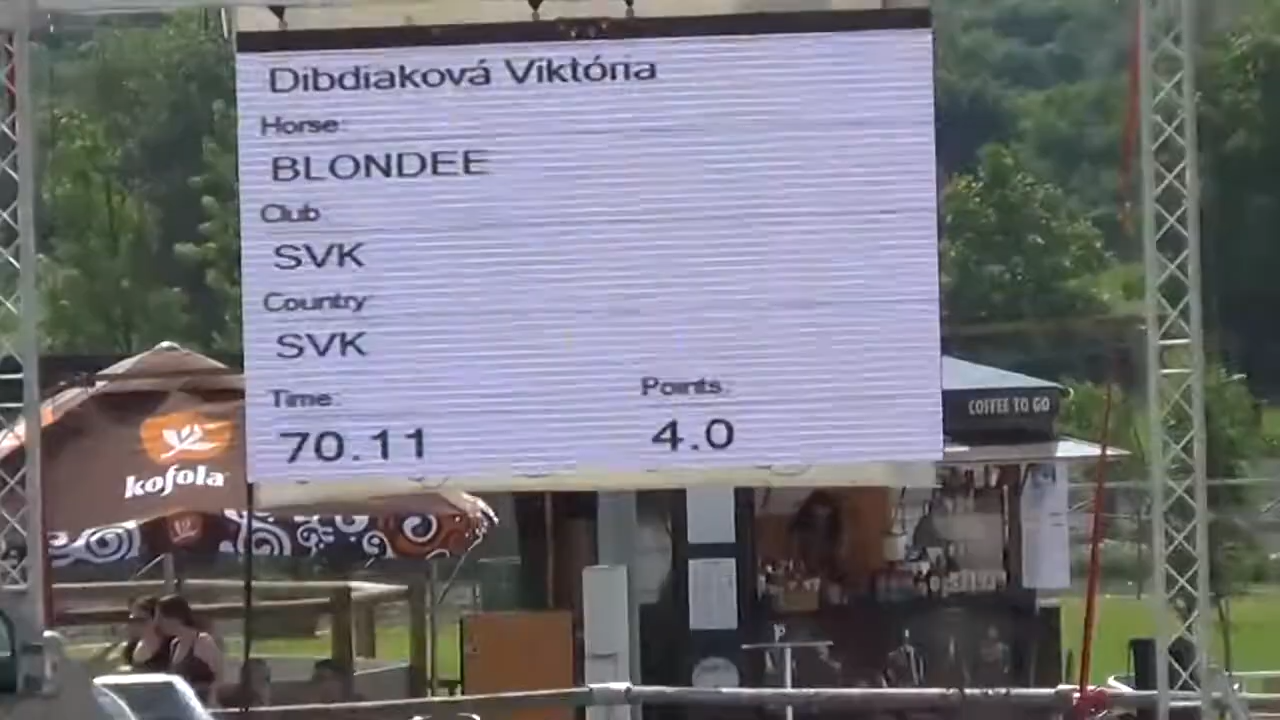 Dibdiaková Viktória
Horse:
BLONDEE
Club
SVK
Country
SVK
Time: Points:
70.11 4.0
COFFEE TO GO
kofola